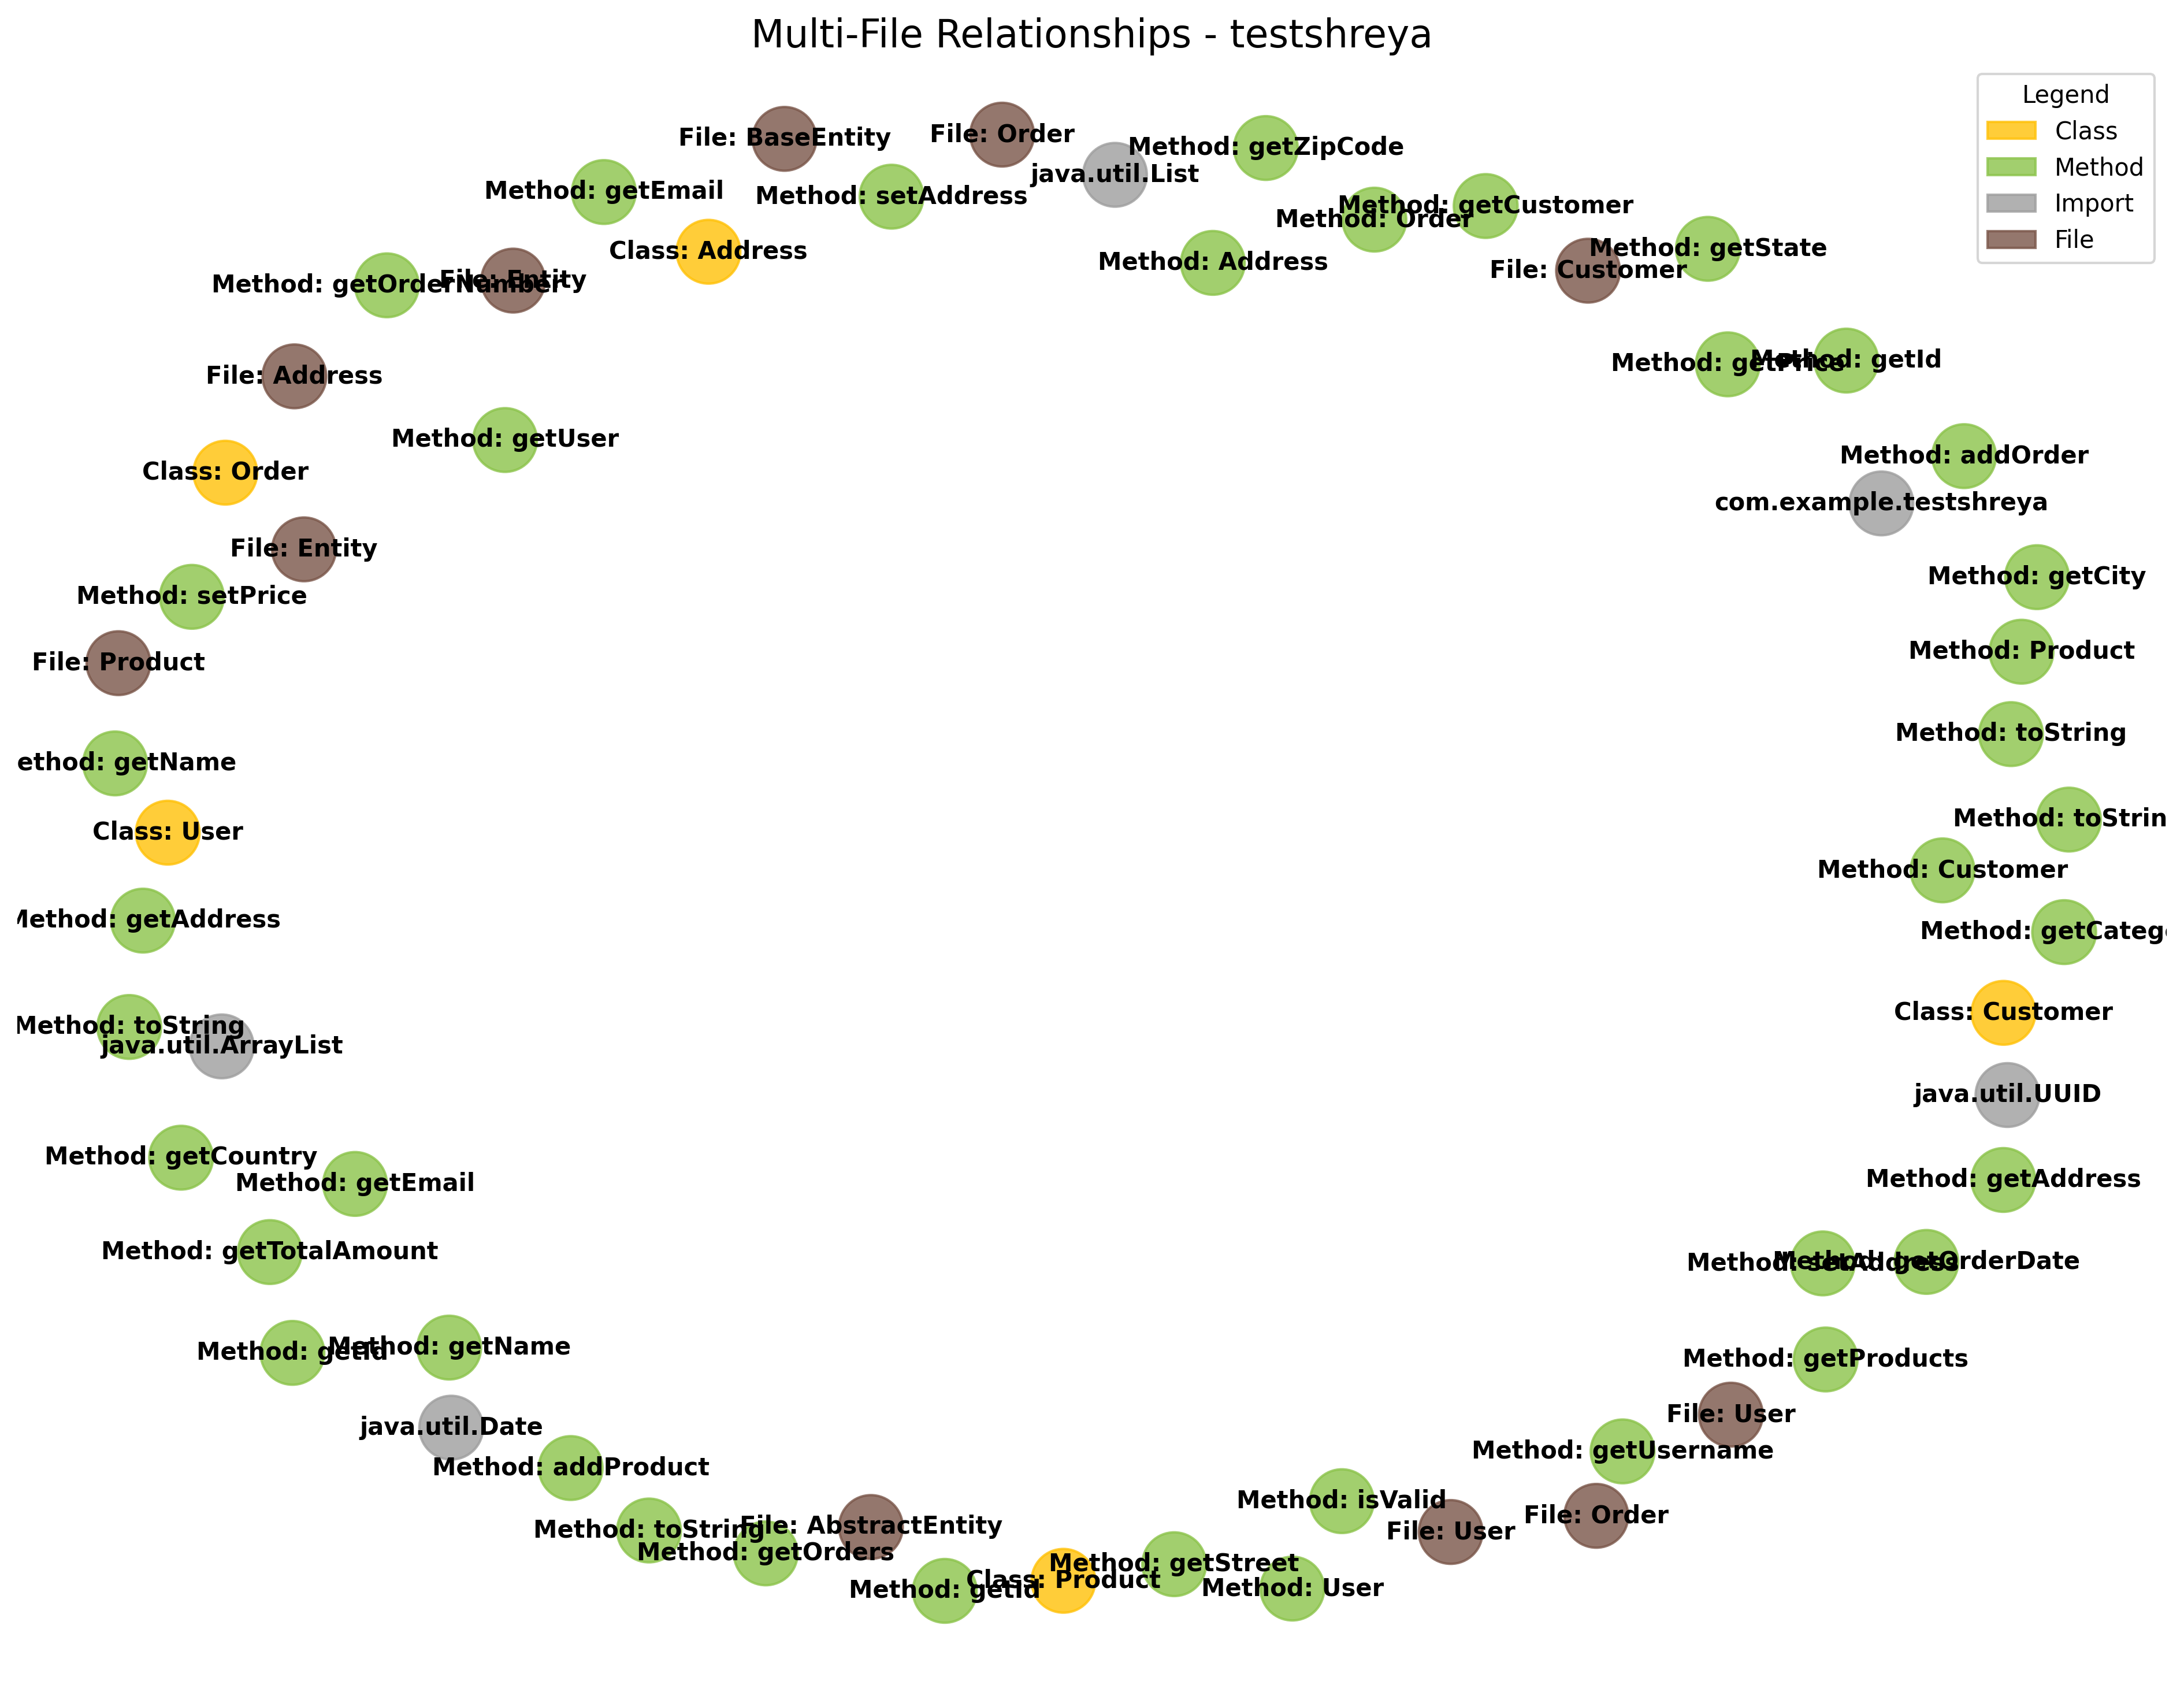 Multi-File Relationships - testshreya
Legend
Class
Method
Import
File
File: BaseEntity
File: Order
Method: getZipCode
java.util.List
Method: getEmail
Method: setAddress
Method: getCustomer
Method: Order
Class: Address
Method: getState
Method: Address
File: Customer
Method: getOrderNumber
File: Entity
Method: getPrice
Method: getId
File: Address
Method: getUser
Method: addOrder
Class: Order
com.example.testshreya
File: Entity
Method: getCity
Method: setPrice
Method: Product
File: Product
Method: toString
ethod: getName
Method: toStrin
Class: User
Method: Customer
Method: getAddress
Method: getCateg
Class: Customer
Method: toString
java.util.ArrayList
java.util.UUID
Method: getCountry
Method: getEmail
Method: getAddress
Method: getTotalAmount
Method: setAddress
Method: getOrderDate
Method: getId
Method: getName
Method: getProducts
File: User
java.util.Date
Method: getUsername
Method: addProduct
Method: isValid
File: Order
Method: toString
File: AbstractEntity
File: User
Method: getOrders
Method: getStreet
Class: Product
Method: getId
Method: User